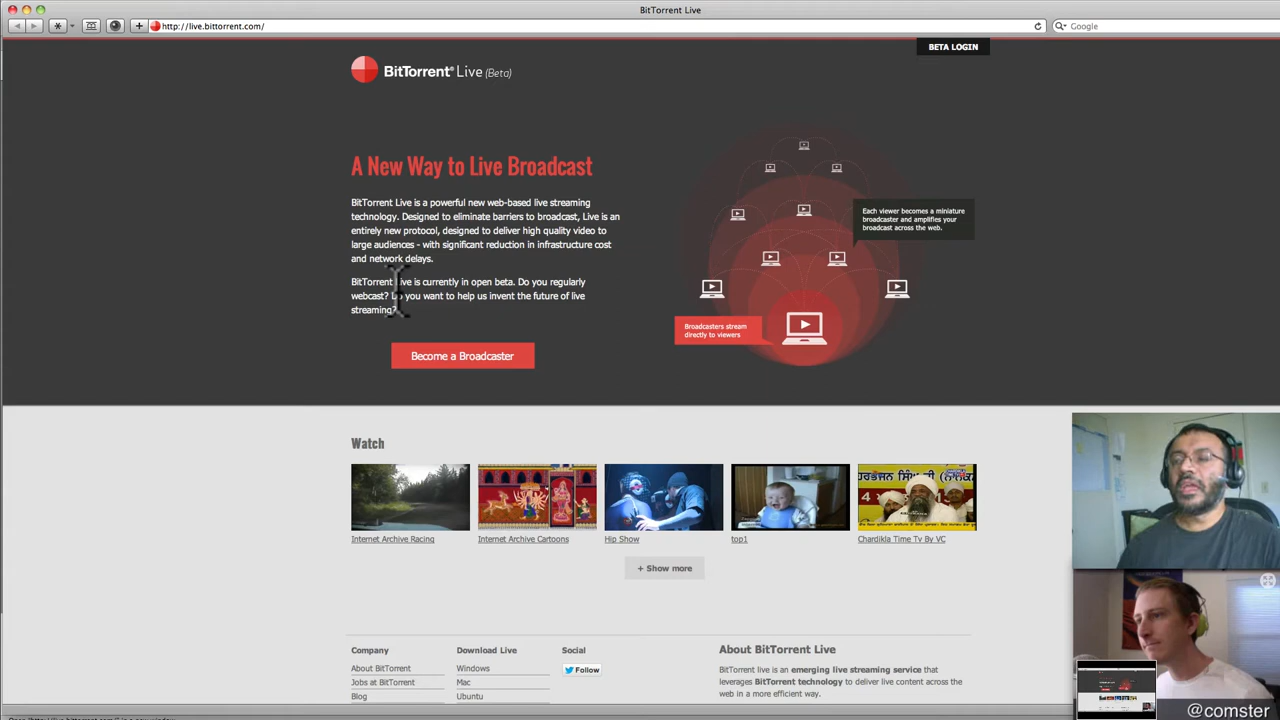 BitTorrent Live
http://live.bittorrent.com/
Google
BETA LOGIN
BitTorrent® Live (Beta)
A New Way to Live Broadcast
BitTorrent Live is a powerful new web-based live streaming
technology. Designed to eliminate barriers to broadcast, Live is an
entirely new protocol, designed to deliver high quality video to
large audiences - with significant reduction in infrastructure cost
and network delays.
BitTorrent Live is currently in open beta. Do you regularly
webcast? Do you want to help us invent the future of live
streaming?
Become a Broadcaster
Each viewer becomes a miniature
broadcaster and amplifies your
broadcast across the web.
Broadcasters stream
directly to viewers
Watch
Internet Archive Racing
Internet Archive Cartoons
Hip Show
top1
Chardikla Time Tv By VC
+ Show more
Company
About BitTorrent
Jobs at BitTorrent
Blog
Download Live
Windows
Mac
Ubuntu
Social
Follow
About BitTorrent Live
BitTorrent live is an emerging live streaming service that
leverages BitTorrent technology to deliver live content across the
web in a more efficient way.
@comster